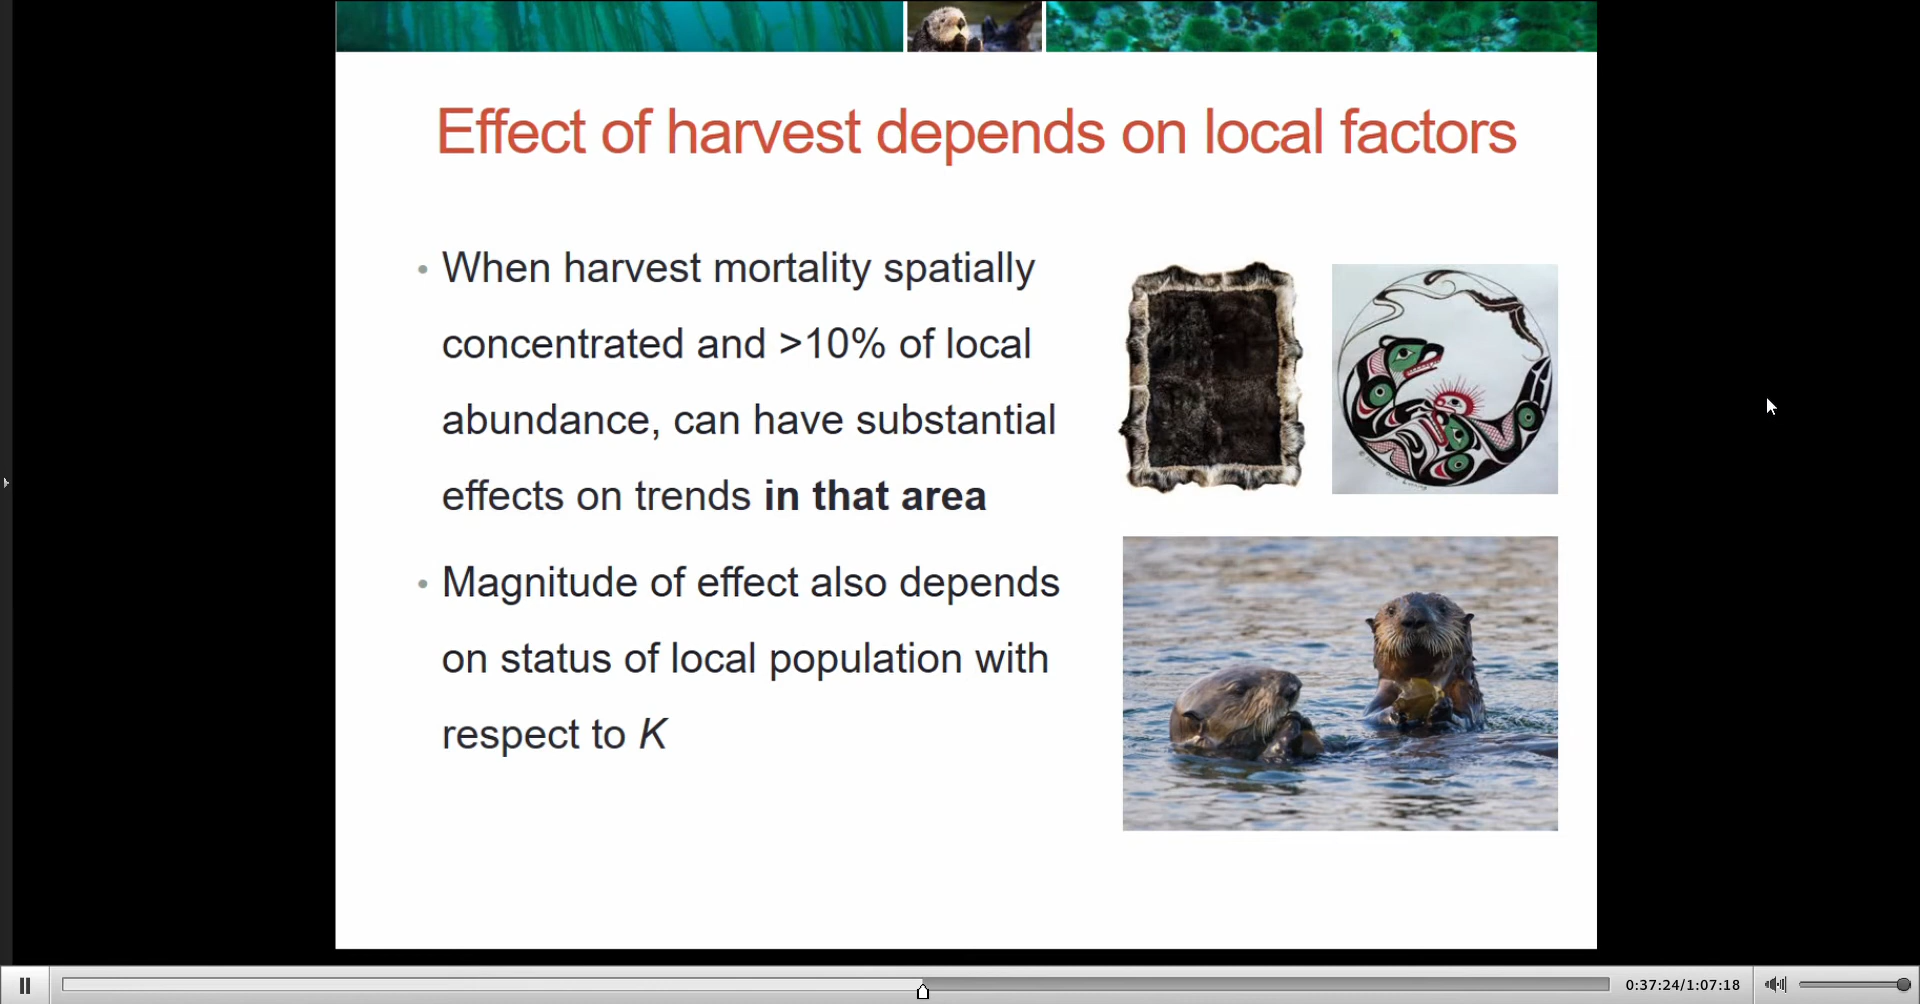 Effect of harvest depends on local factors
• When harvest mortality spatially
concentrated and >10% of local
abundance, can have substantial
effects on trends in that area
• Magnitude of effect also depends
on status of local population with
respect to K
0:37:24/1:07:18